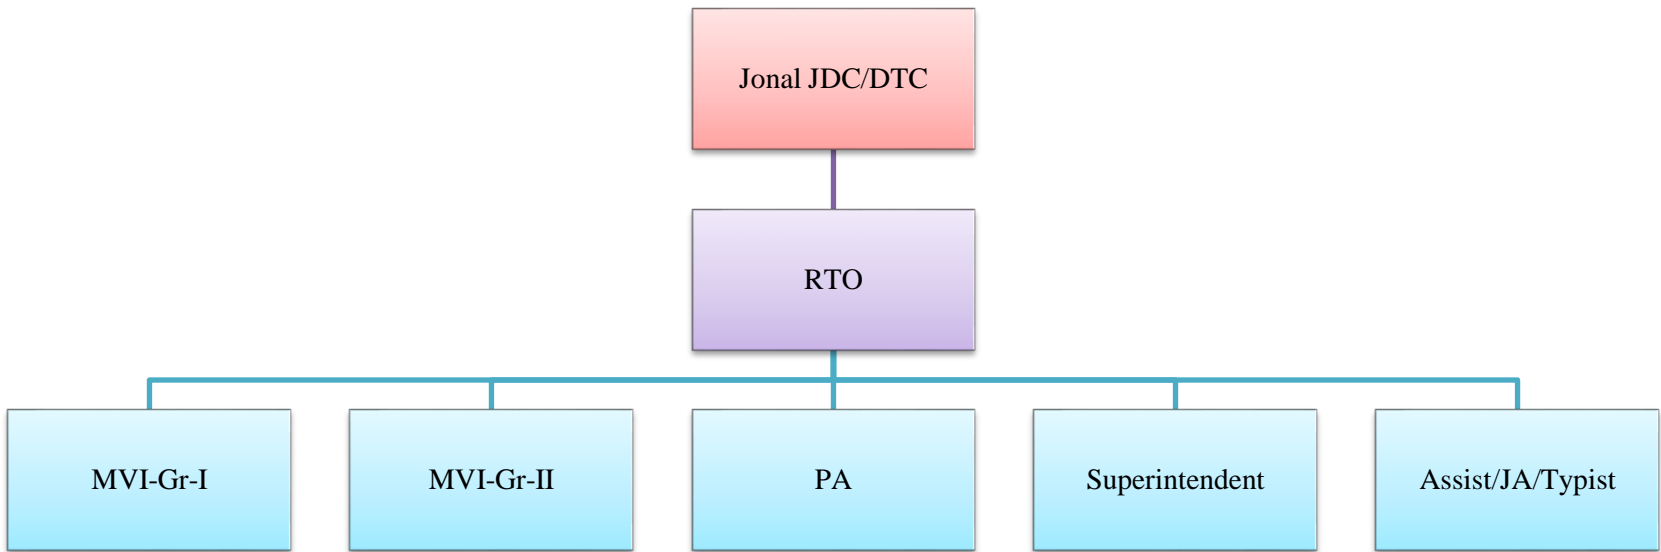 Jonal JDC/DTC
RTO
MVI-Gr-I
MVI-Gr-II
PA
Superintendent
Assist/JA/Typist